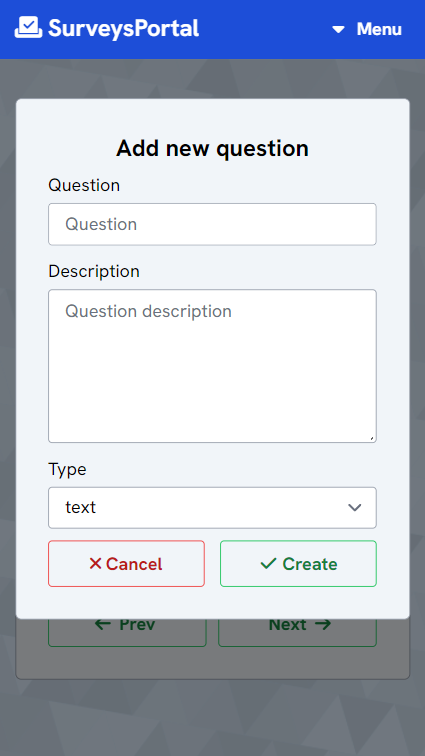 SurveysPortal
Menu
Add new question
Question
Question
Description
Question description
Type
text
Cancel
Create
Prev
Next